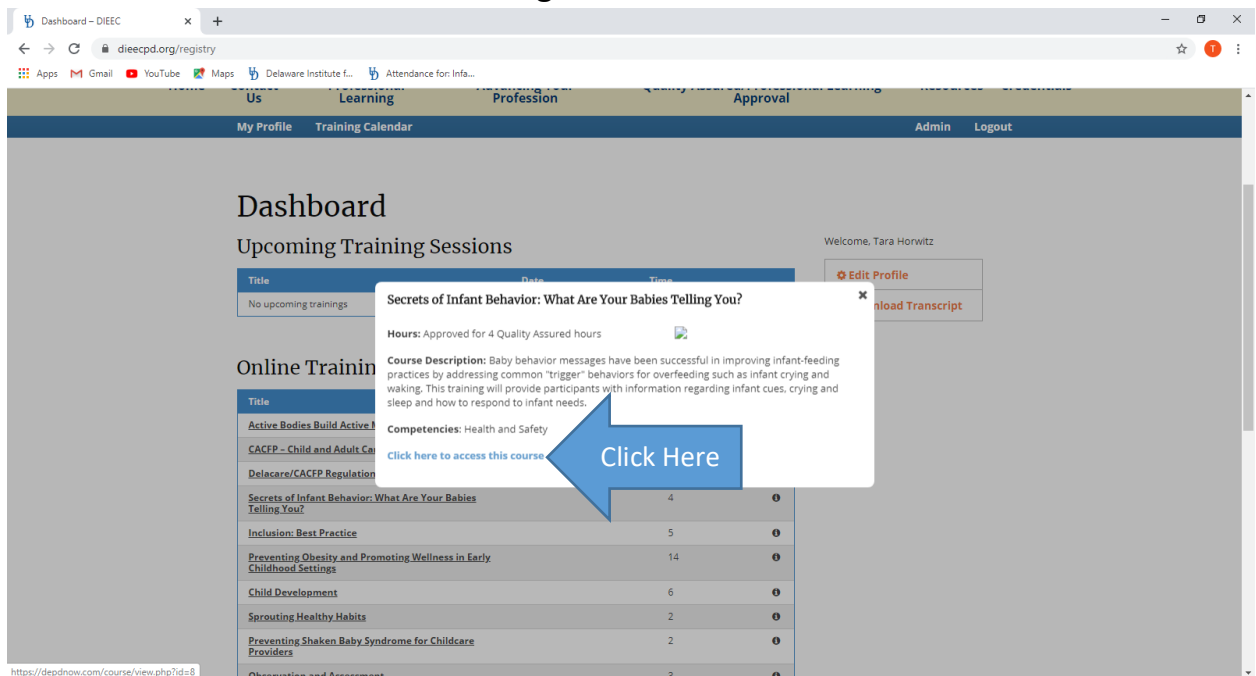 Dashboard – DIEEC
dieecpd.org/registry
T
Apps Gmail YouTube Maps Delaware Institute f... Attendance for: Infa...
Us Learning Profession Approval
My Profile Training Calendar Admin Logout
Dashboard
Upcoming Training Sessions
Welcome, Tara Horwitz
Title Date Time
Edit Profile
No upcoming trainings
nload Transcript
Secrets of Infant Behavior: What Are Your Babies Telling You?
Hours: Approved for 4 Quality Assured hours
Course Description: Baby behavior messages have been successful in improving infant-feeding
practices by addressing common "trigger" behaviors for overfeeding such as infant crying and
waking. This training will provide participants with information regarding infant cues, crying and
sleep and how to respond to infant needs.
Competencies: Health and Safety
Click here to access this course
Click Here
Online Trainin
Title
Active Bodies Build Active M
CACFP – Child and Adult Ca
Delacare/CACFP Regulation
Secrets of Infant Behavior: What Are Your Babies 4
Telling You?
Inclusion: Best Practice 5
Preventing Obesity and Promoting Wellness in Early 14
Childhood Settings
Child Development 6
Sprouting Healthy Habits 2
Preventing Shaken Baby Syndrome for Childcare 2
Providers
Observation and Assessment 3
https://depdnow.com/course/view.php?id=8